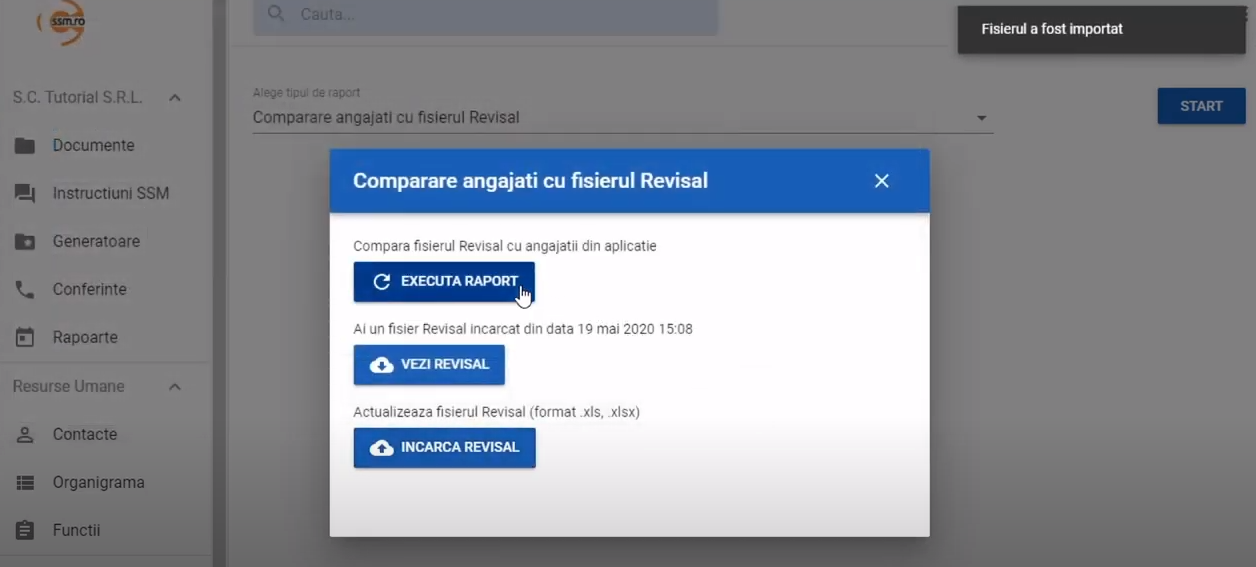 ssm.ro
Cauta...
Fisierul a fost importat
S.C. Tutorial S.R.L.
Documente
Instructiuni SSM
Generatoare
Conferinte
Rapoarte
Resurse Umane
Contacte
Organigrama
Functii
Alege tipul de raport
Comparare angajati cu fisierul Revisal
START
Comparare angajati cu fisierul Revisal
Compara fisierul Revisal cu angajatii din aplicatie
EXECUTA RAPORT
Ai un fisier Revisal incarcat din data 19 mai 2020 15:08
VEZI REVISAL
Actualizeaza fisierul Revisal (format .xls, .xlsx)
INCARCA REVISAL